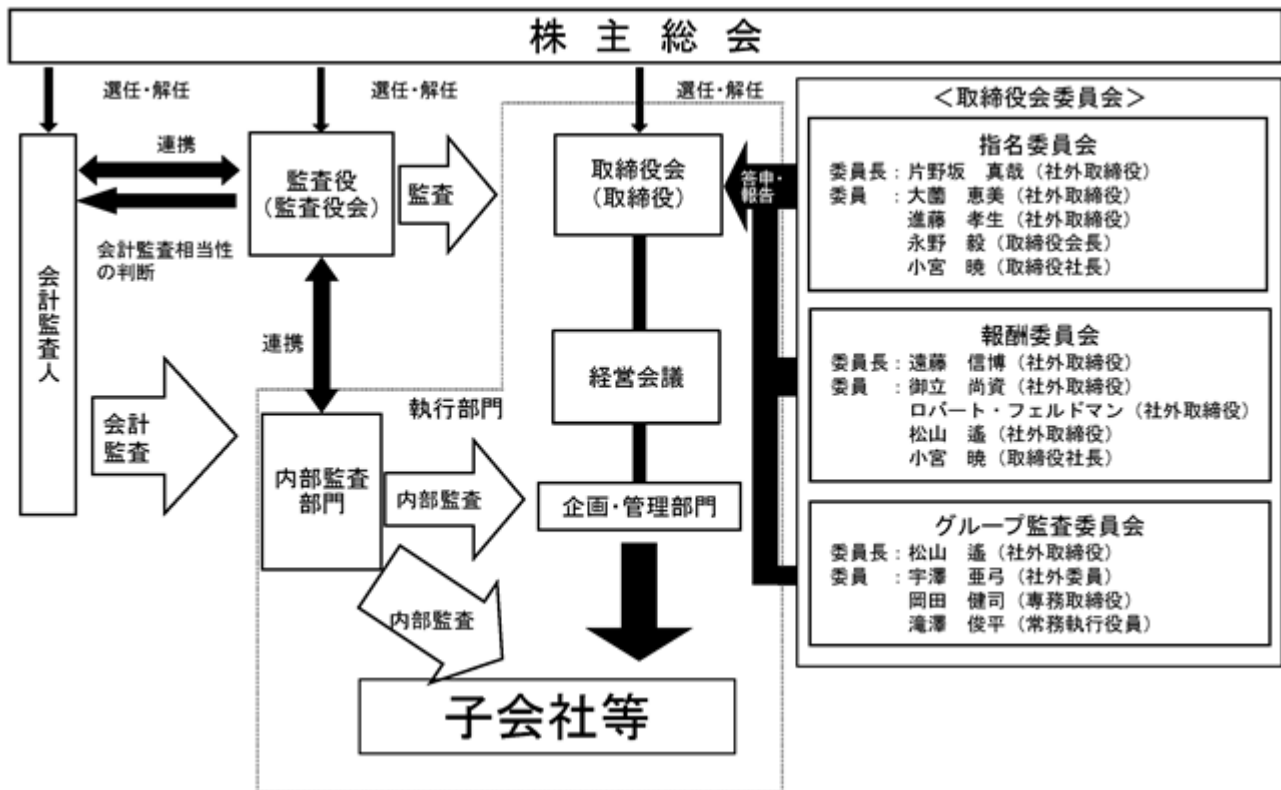 株主総会
選任・解任
選任・解任
選任・解任
会計監査人
連携
会計監査相当性
の判断
監査役
（監査役会）
監査
取締役会
（取締役）
答申・
報告
連携
会計
監査
執行部門
経営会議
内部監査
部門
内部監査
企画・管理部門
内部監査
子会社等
＜取締役会委員会＞
指名委員会
委員長：片野坂　真哉（社外取締役）
委員　：大薗　恵美（社外取締役）
進藤　孝生（社外取締役）
永野　毅（取締役会長）
小宮　暁（取締役社長）
報酬委員会
委員長：遠藤　信博（社外取締役）
委員　：御立　尚資（社外取締役）
ロバート・フェルドマン（社外取締役）
松山　遙（社外取締役）
小宮　暁（取締役社長）
グループ監査委員会
委員長：松山　遙（社外取締役）
委員　：宇澤　亜弓（社外委員）
岡田　健司（専務取締役）
滝澤　俊平（常務執行役員）